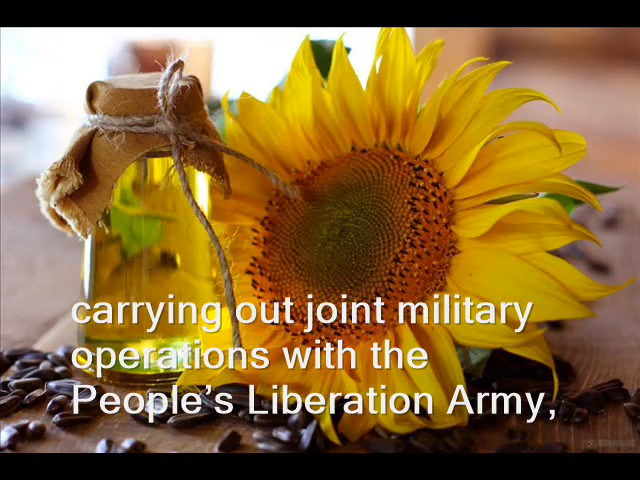 carrying out joint military
operations with the
People's Liberation Army,